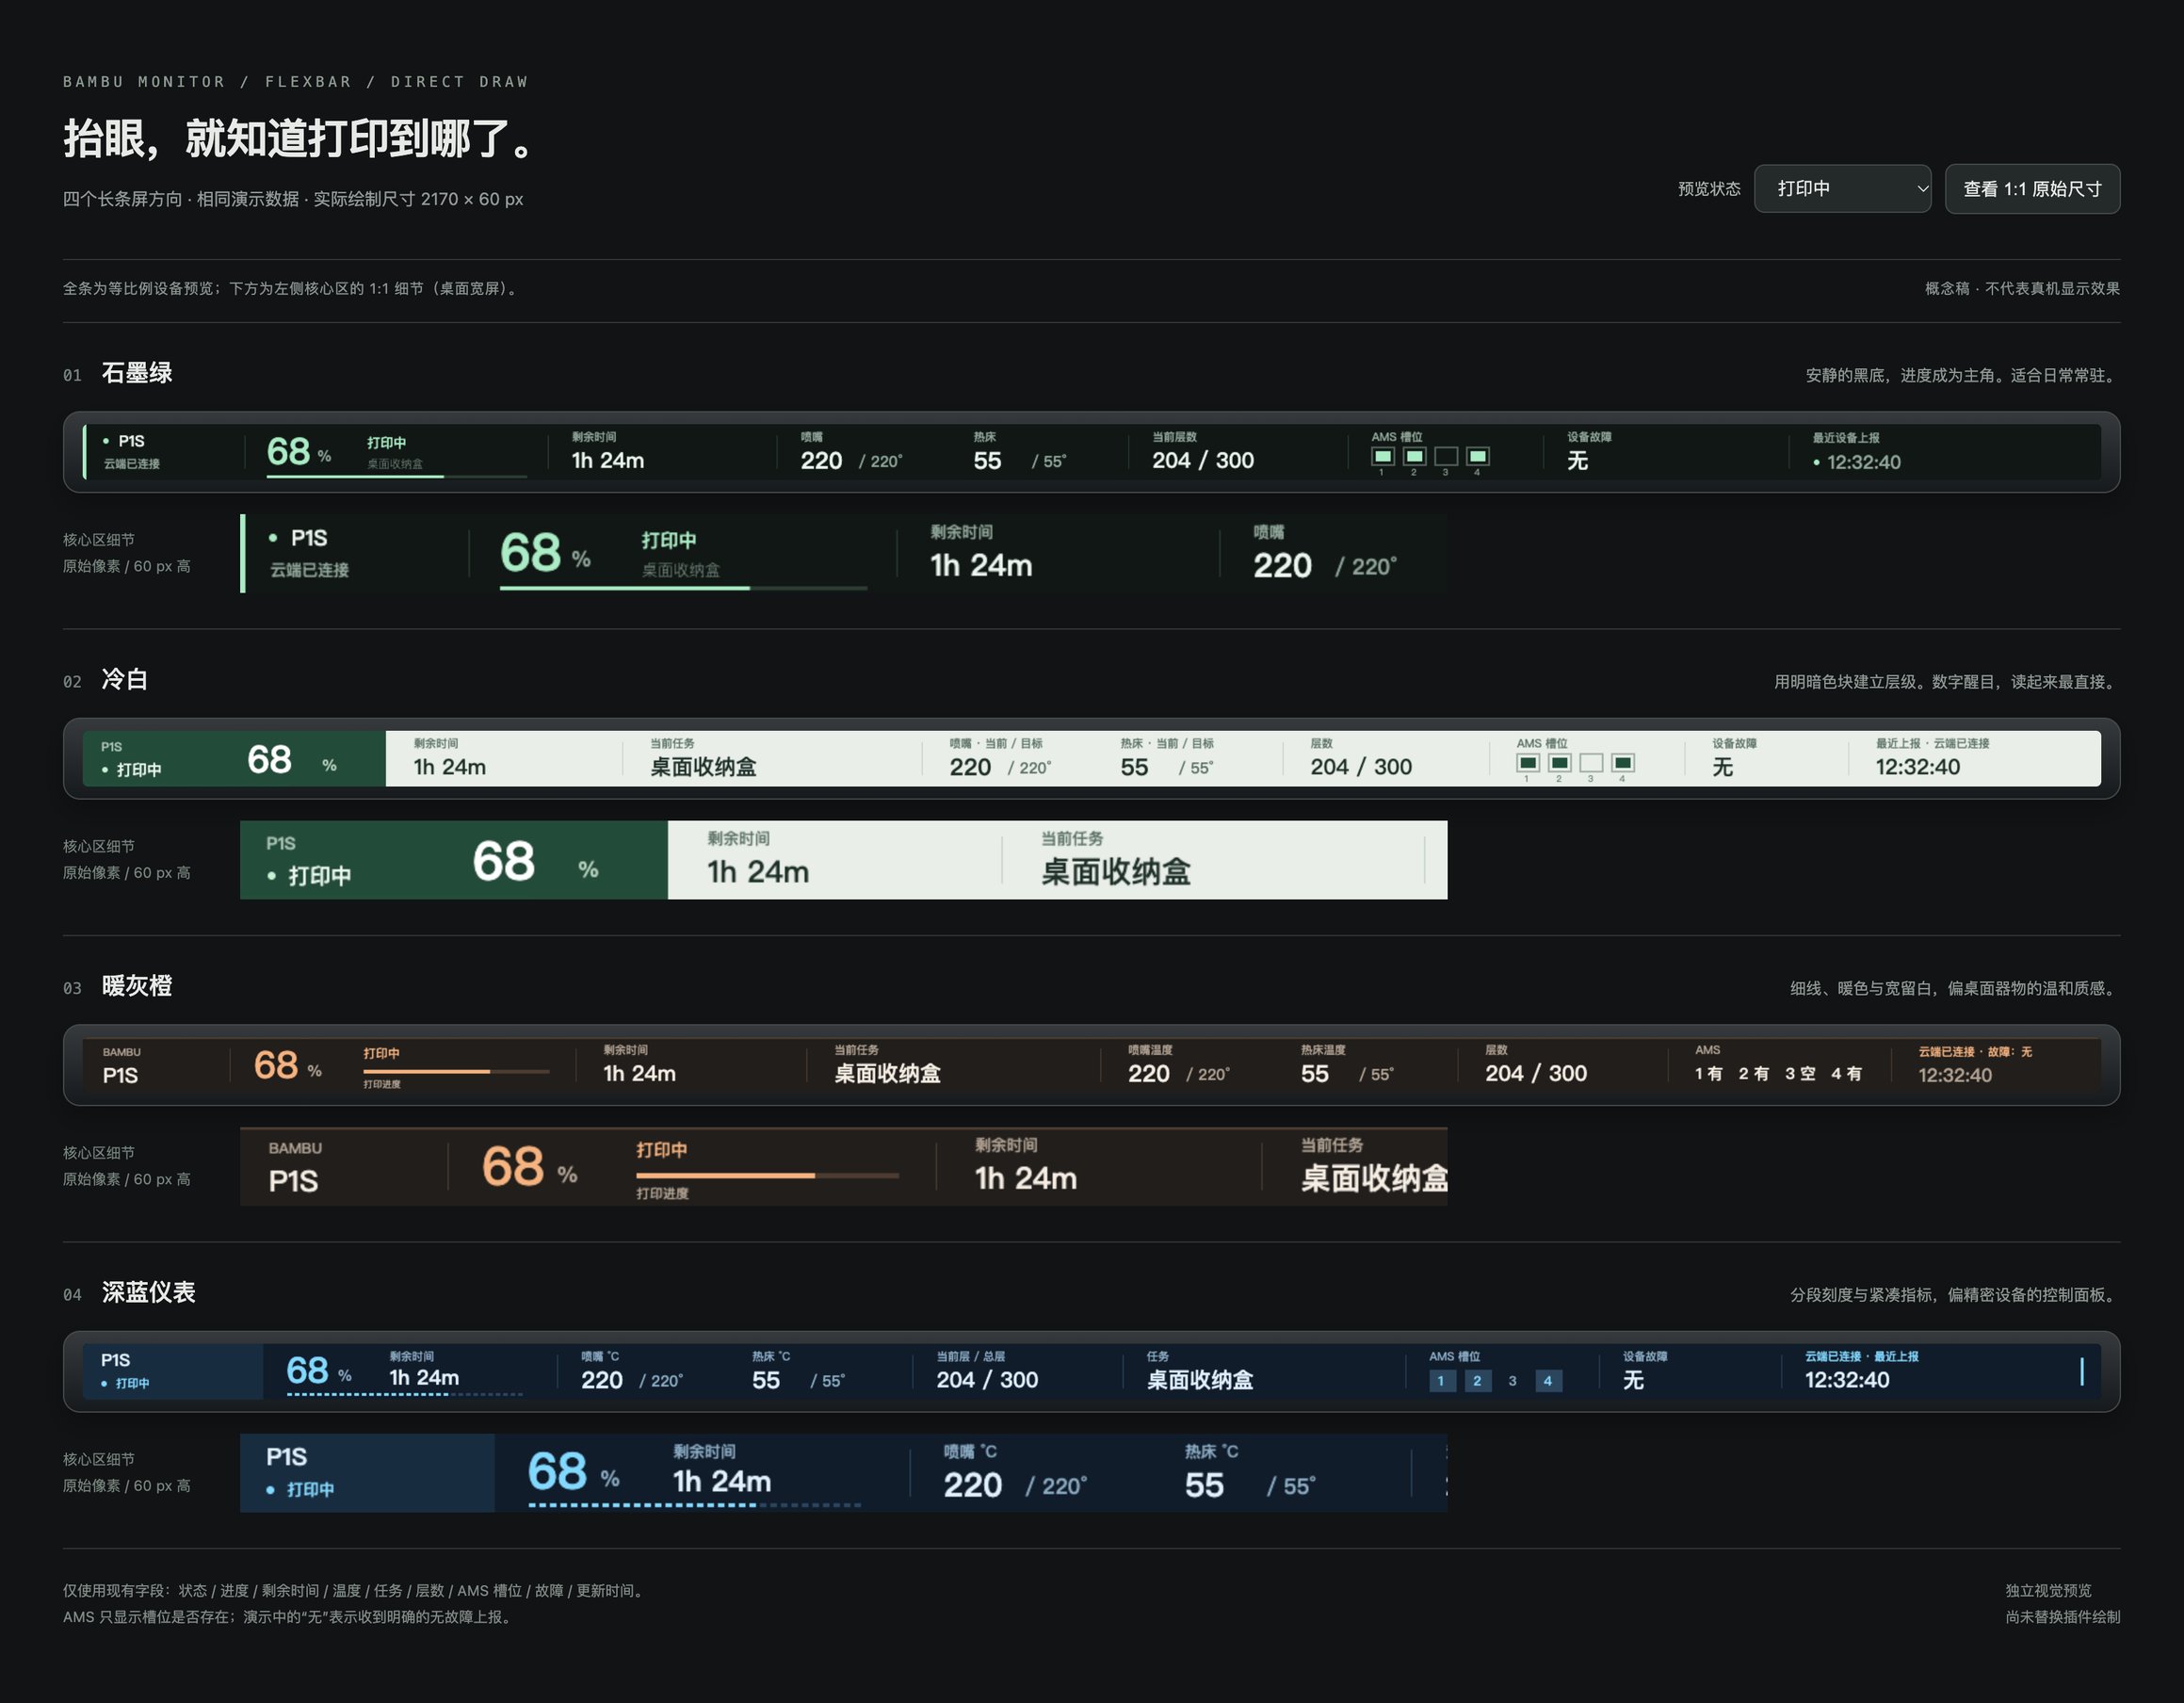 BAMBU MONITOR / FLEXBAR / DIRECT DRAW
抬眼，就知道打印到哪了。
四个长条屏方向 · 相同演示数据 · 实际绘制尺寸 2170 × 60 px
预览状态 打印中 查看 1:1 原始尺寸
全条为等比例设备预览；下方为左侧核心区的 1:1 细节（桌面宽屏）。
概念稿 · 不代表真机显示效果
01 石墨绿
安静的黑底，进度成为主角。适合日常常驻。
P1S 68 % 打印中 剩余时间 喷嘴 热床 当前层数 AMS 槽位 设备故障 最近设备上报
云端已连接 桌面收纳盒 1h 24m 220 / 220° 55 / 55° 204 / 300 无 12:32:40
1 2 3 4
核心区细节
原始像素 / 60 px 高
P1S 68 % 打印中 剩余时间 喷嘴
云端已连接 桌面收纳盒 1h 24m 220 / 220°
02 冷白
用明暗色块建立层级。数字醒目，读起来最直接。
P1S 68 % 剩余时间 当前任务 喷嘴 · 当前 / 目标 热床 · 当前 / 目标 层数 AMS 槽位 设备故障 最近上报 · 云端已连接
打印中 1h 24m 桌面收纳盒 220 / 220° 55 / 55° 204 / 300 无 12:32:40
1 2 3 4
核心区细节
原始像素 / 60 px 高
P1S 68 % 剩余时间 当前任务
打印中 1h 24m 桌面收纳盒
03 暖灰橙
细线、暖色与宽留白，偏桌面器物的温和质感。
BAMBU 68 % 打印中 剩余时间 当前任务 喷嘴温度 热床温度 层数 AMS 云端已连接 · 故障：无
P1S 打印进度 1h 24m 桌面收纳盒 220 / 220° 55 / 55° 204 / 300 1 有 2 有 3 空 4 有 12:32:40
核心区细节
原始像素 / 60 px 高
BAMBU 68 % 打印中 剩余时间 当前任务
P1S 打印进度 1h 24m 桌面收纳盒
04 深蓝仪表
分段刻度与紧凑指标，偏精密设备的控制面板。
P1S 68 % 剩余时间 喷嘴 °C 热床 °C 当前层 / 总层 任务 AMS 槽位 设备故障 云端已连接 · 最近上报
打印中 1h 24m 220 / 220° 55 / 55° 204 / 300 桌面收纳盒 1 2 3 4 无 12:32:40
核心区细节
原始像素 / 60 px 高
P1S 68 % 剩余时间 喷嘴 °C 热床 °C
打印中 1h 24m 220 / 220° 55 / 55°
仅使用现有字段：状态 / 进度 / 剩余时间 / 温度 / 任务 / 层数 / AMS 槽位 / 故障 / 更新时间。
AMS 只显示槽位是否存在；演示中的“无”表示收到明确的无故障上报。
独立视觉预览
尚未替换插件绘制